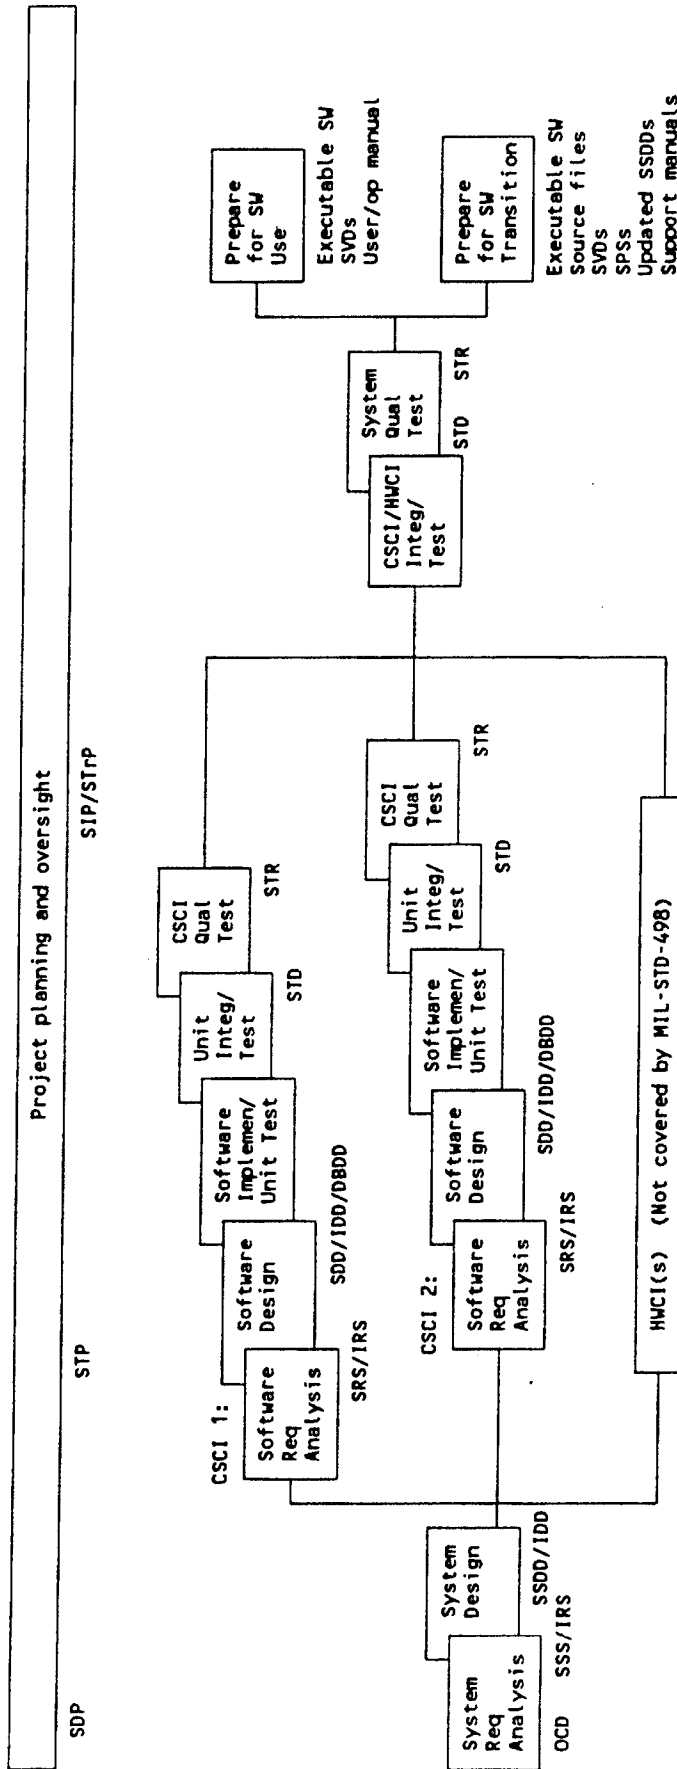 Project planning and oversight
SDP
STP
SIP/STrP
System
Req
Analysis
OCD
System
Design
SSS/IRS
SSDD/IDD
CSCI 1:
Software
Req
Analysis
SRS/IRS
Software
Design
SDD/IDD/DBDD
Software
Implemen/
Unit Test
Unit
Integ/
Test
STD
CSCI
Qual
Test
STR
CSCI 2:
Software
Req
Analysis
SRS/IRS
Software
Design
SDD/IDD/DBDD
Software
Implemen/
Unit Test
Unit
Integ/
Test
STD
CSCI
Qual
Test
STR
HWCI(s) (Not covered by MIL-STD-498)
CSCI/HWCI
Integ/
Test
STD
System
Qual
Test
STR
Prepare
for SW
Use
Executable SW
SVDs
User/op manual
Prepare
for SW
Transition
Executable SW
Source files
SVDs
SPSs
Updated SSDDs
Support manuals